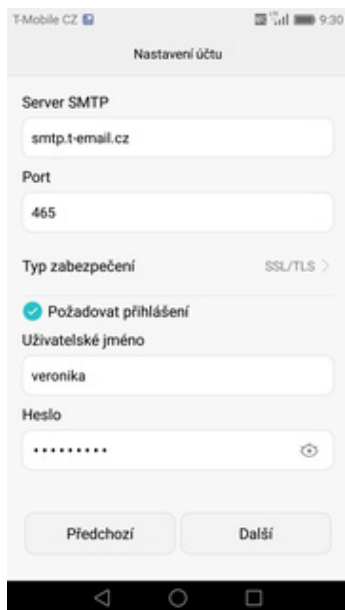 T-Mobile CZ
9:30
Nastavení účtu
Server SMTP
smtp.t-email.cz
Port
465
Typ zabezpečení SSL/TLS
Požadovat přihlášení
Uživatelské jméno
veronika
Heslo
•••••••••
Předchozí Další